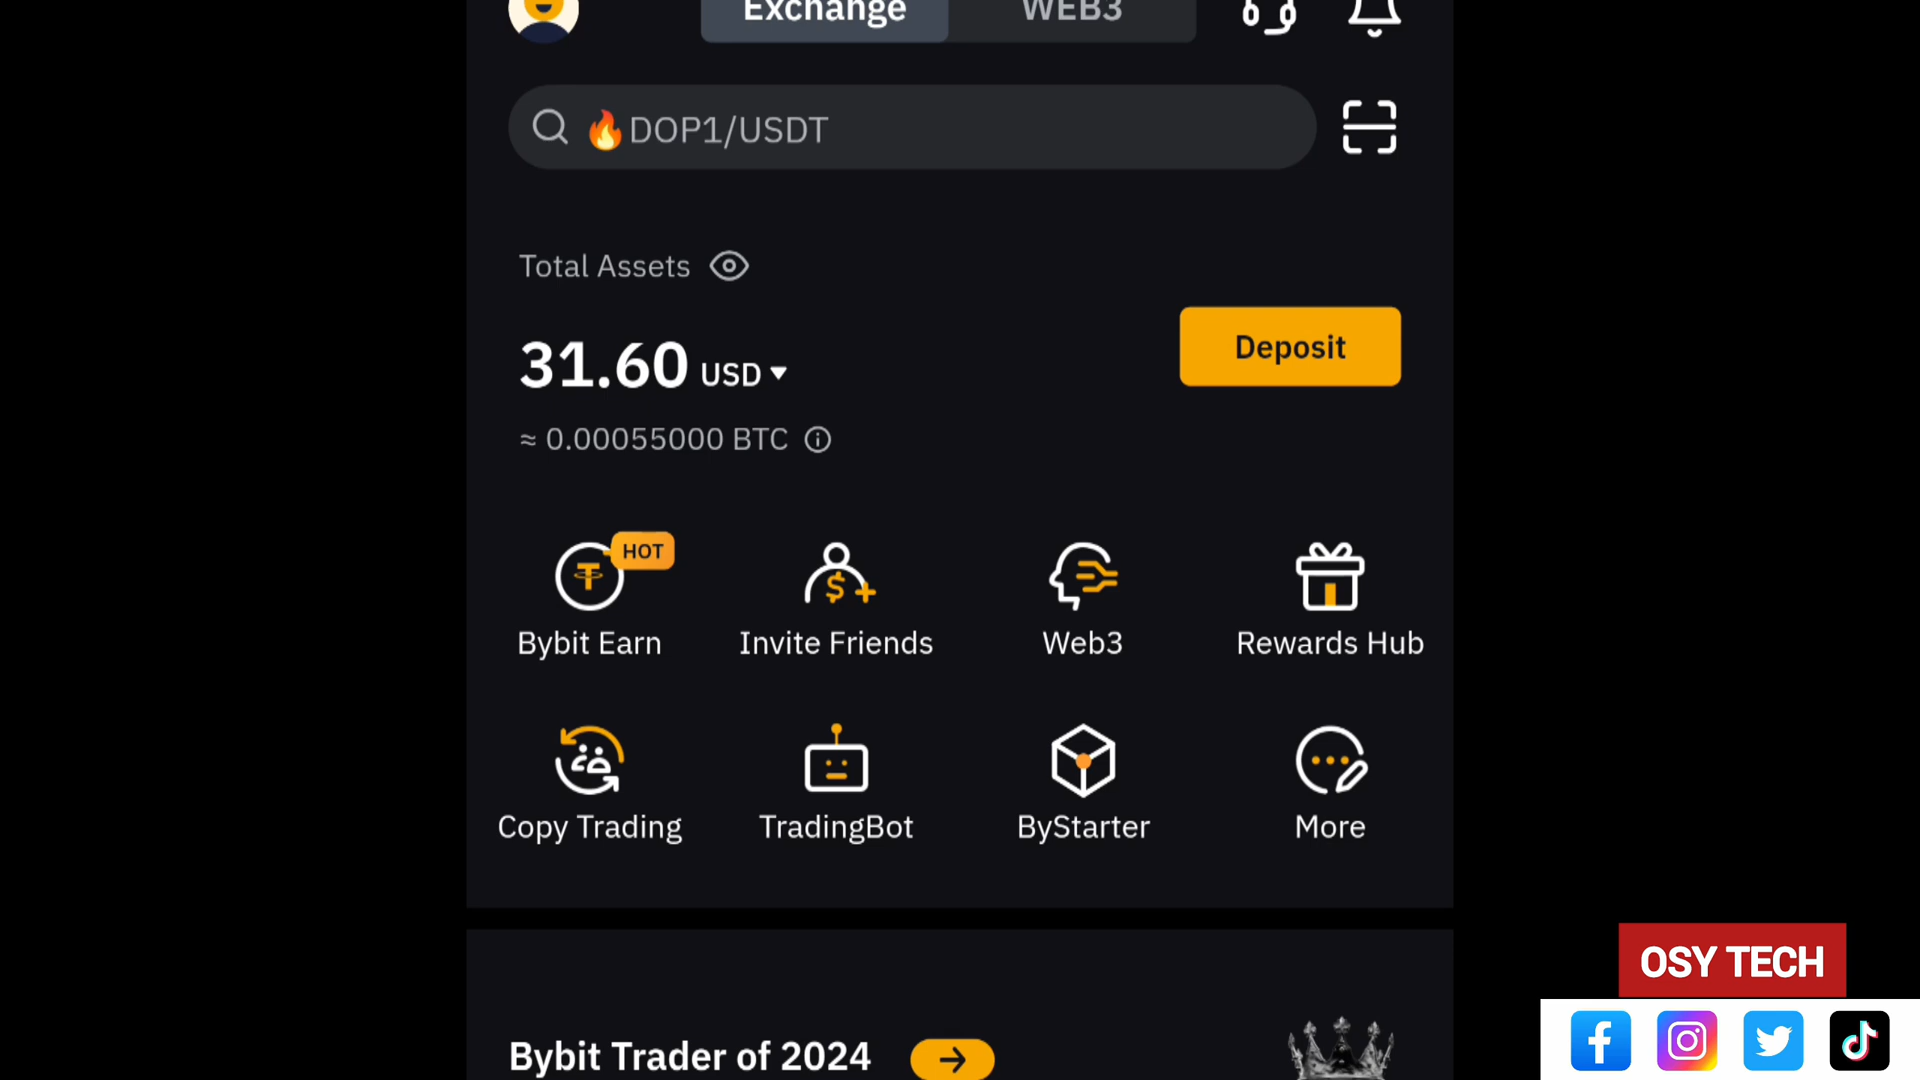 Exchange WEB3
🔥DOP1/USDT
Total Assets
31.60 USD
Deposit
≈ 0.00055000 BTC
HOT
Bybit Earn Invite Friends Web3 Rewards Hub
Copy Trading TradingBot ByStarter More
OSY TECH
Bybit Trader of 2024